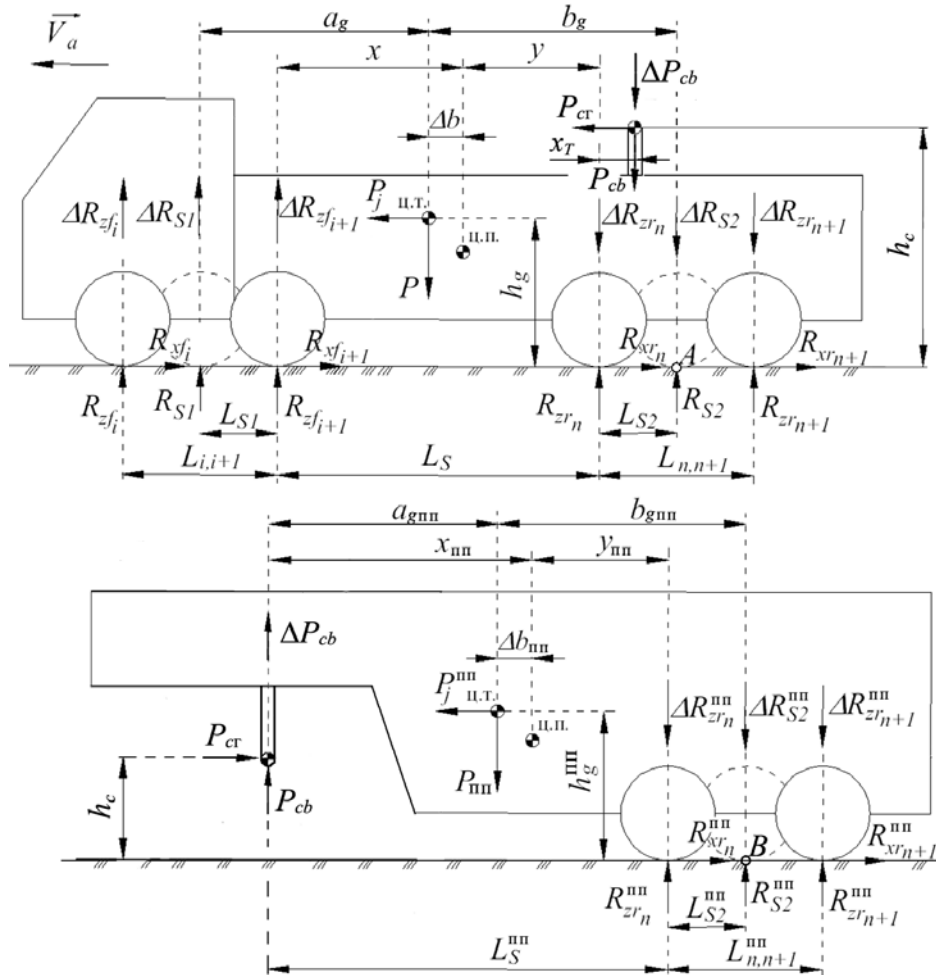 a_g b_g
V_a
x y ΔP_cb
P_cг
Δb x_T
P_cb
ΔR_zf_i ΔR_S1 ΔR_zf_i+1 P_j ц.т. ΔR_zr_n ΔR_S2 ΔR_zr_n+1
ц.п.
P h_g h_c
R_xf_i R_xf_i+1 R_xr_n A R_xr_n+1
R_zf_i R_S1 R_zf_i+1 R_zr_n R_S2 R_zr_n+1
L_S1 L_S2
L_i,i+1 L_S L_n,n+1
a_gпп b_gпп
x_пп y_пп
ΔP_cb
Δb_пп
P_j^пп ц.т. ΔR_zr_n^пп ΔR_S2^пп ΔR_zr_n+1^пп
ц.п.
P_cг
P_пп h_g^пп
h_c P_cb
R_xr_n^пп B R_xr_n+1^пп
R_zr_n^пп R_S2^пп R_zr_n+1^пп
L_S2^пп
L_S^пп L_n,n+1^пп